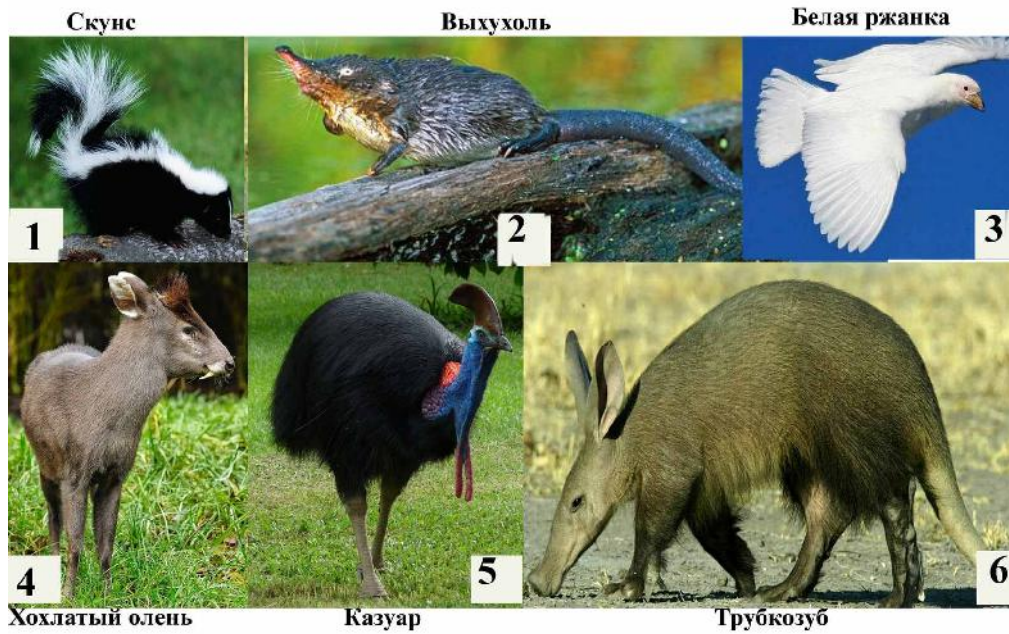 Скунс
Выхухоль
Белая ржанка
1
2
3
4
5
6
Хохлатый олень
Казуар
Трубкозуб